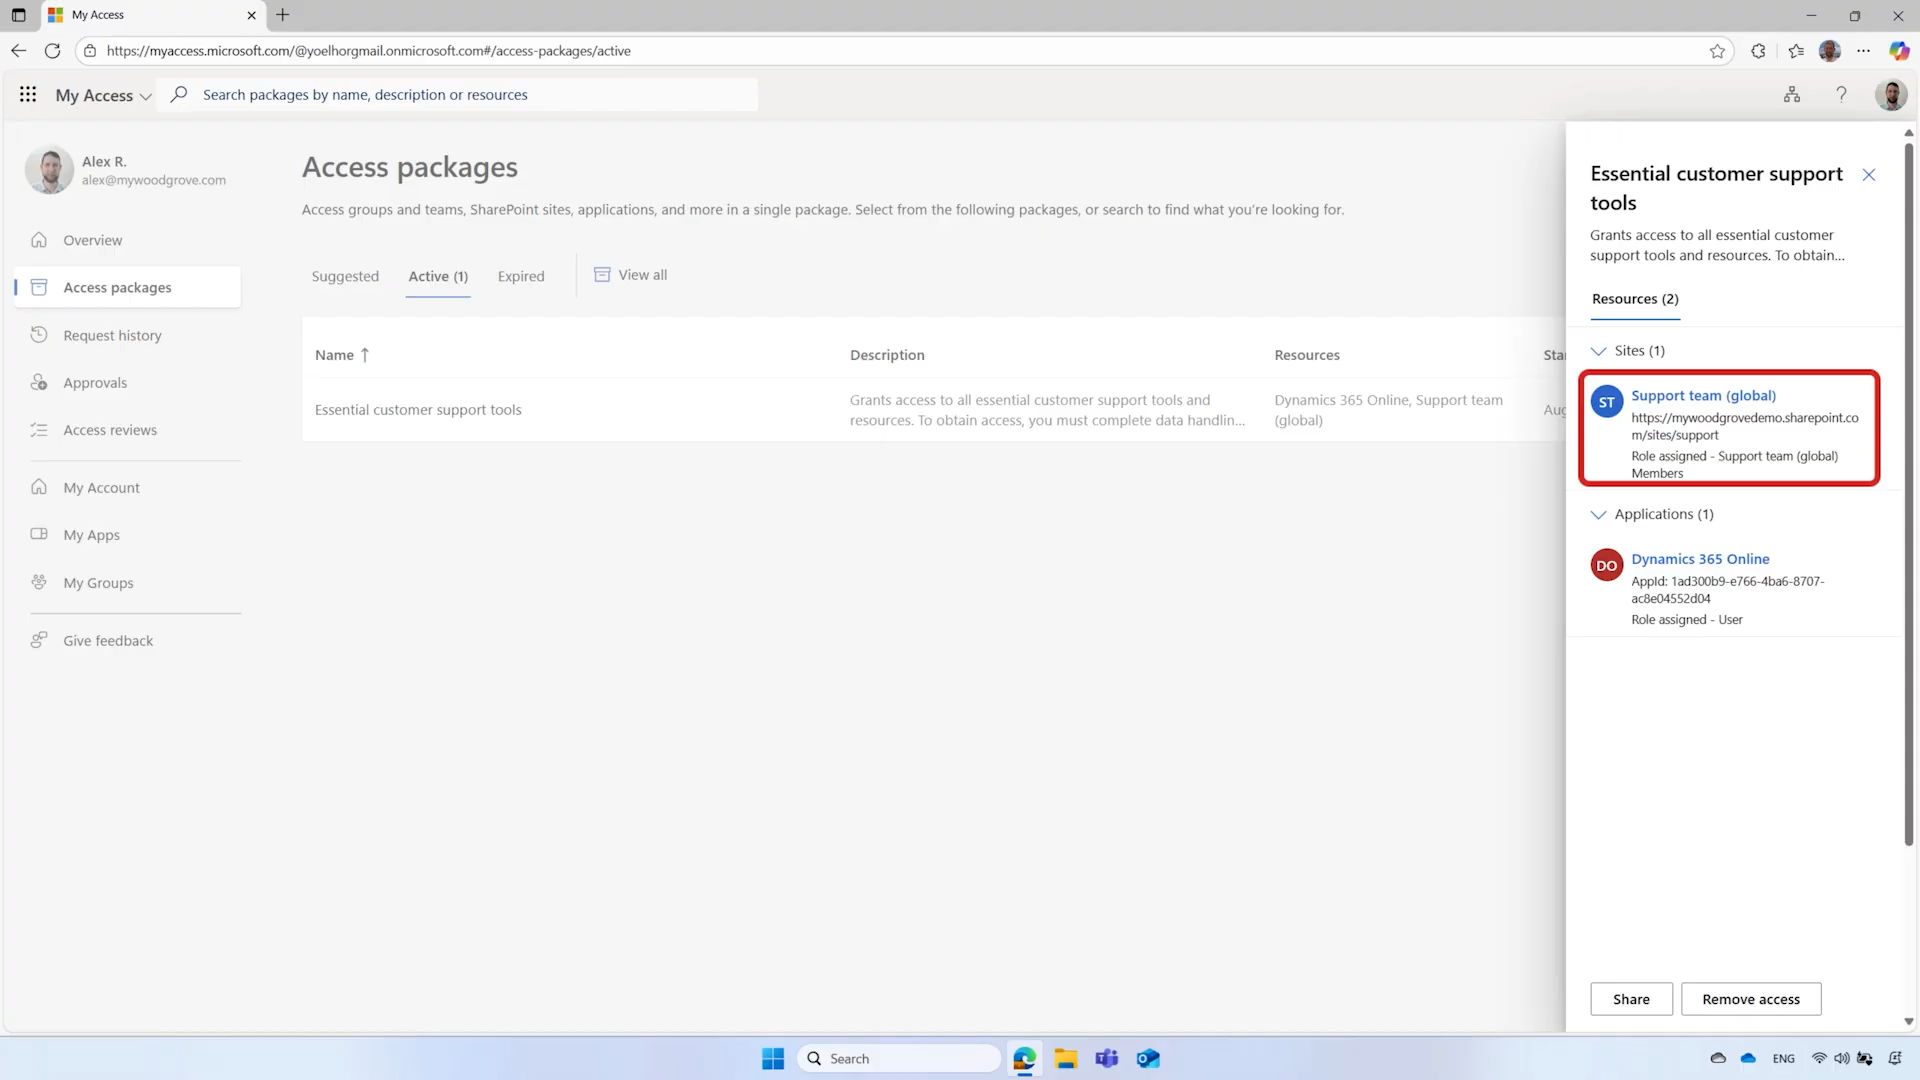 My Access
https://myaccess.microsoft.com/@yoelhorgmail.onmicrosoft.com#/access-packages/active
My Access
Search packages by name, description or resources
Alex R.
alex@mywoodgrove.com
Overview
Access packages
Request history
Approvals
Access reviews
My Account
My Apps
My Groups
Give feedback
Access packages
Access groups and teams, SharePoint sites, applications, and more in a single package. Select from the following packages, or search to find what you're looking for.
Suggested
Active (1)
Expired
View all
Name
Description
Resources
Sta
Essential customer support tools
Grants access to all essential customer support tools and
resources. To obtain access, you must complete data handlin...
Dynamics 365 Online, Support team
(global)
Aug
Essential customer support
tools
Grants access to all essential customer
support tools and resources. To obtain...
Resources (2)
Sites (1)
ST
Support team (global)
https://mywoodgrovedemo.sharepoint.co
m/sites/support
Role assigned - Support team (global)
Members
Applications (1)
DO
Dynamics 365 Online
AppId: 1ad300b9-e766-4ba6-8707-
ac8e04552d04
Role assigned - User
Share
Remove access
Search
ENG